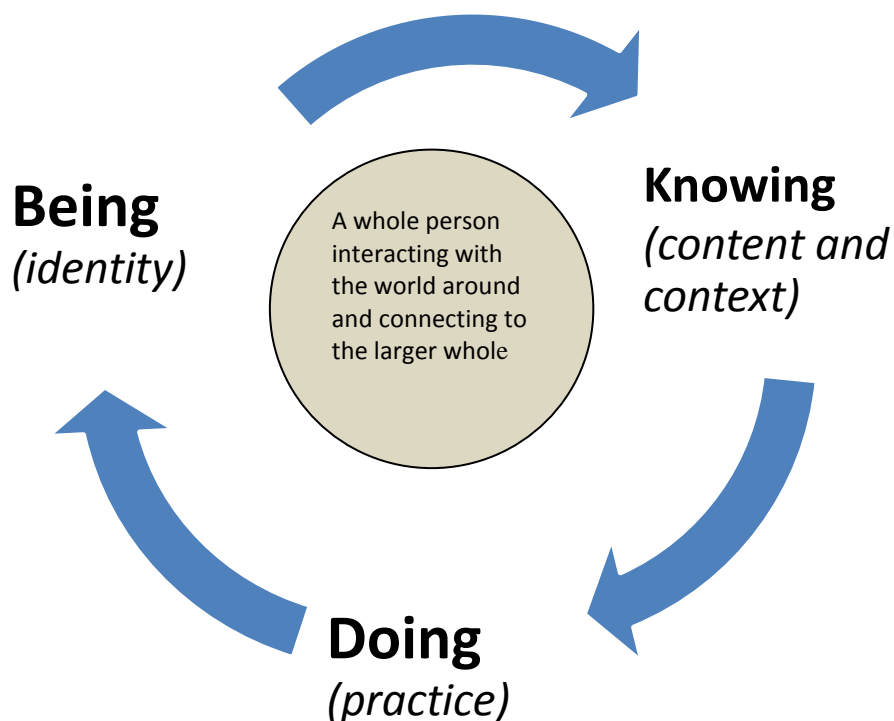 Being
(identity)
Knowing
(content and
context)
A whole person
interacting with
the world around
and connecting to
the larger whole
Doing
(practice)